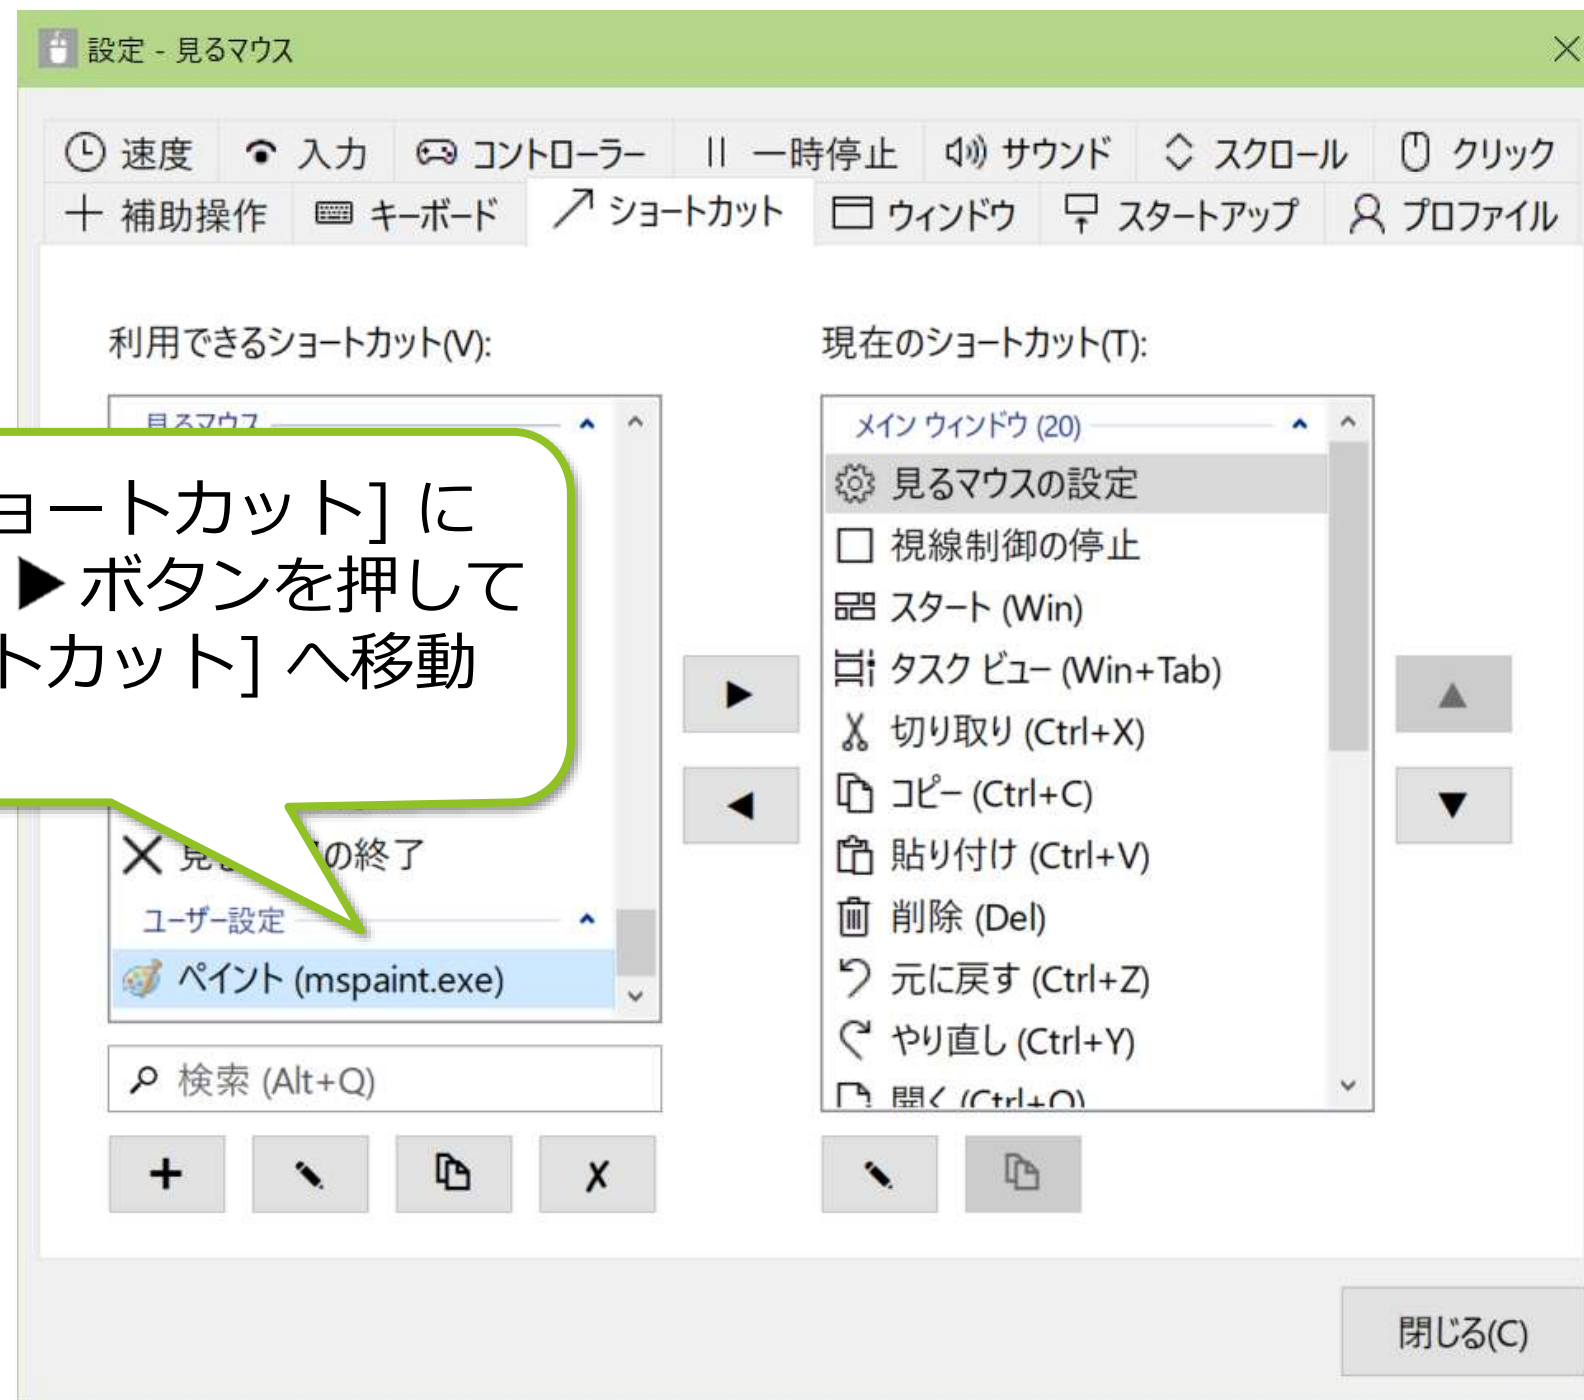 設定 - 見るマウス
速度 入力 コントローラー 一時停止 サウンド スクロール クリック
補助操作 キーボード ショートカット ウィンドウ スタートアップ プロファイル
利用できるショートカット(V):
見るマウス
ョートカット] に
▶ ボタンを押して
トカット] へ移動
の終了
ユーザー設定
ペイント (mspaint.exe)
検索 (Alt+Q)
現在のショートカット(T):
メイン ウィンドウ (20)
見るマウスの設定
視線制御の停止
スタート (Win)
タスク ビュー (Win+Tab)
切り取り (Ctrl+X)
コピー (Ctrl+C)
貼り付け (Ctrl+V)
削除 (Del)
元に戻す (Ctrl+Z)
やり直し (Ctrl+Y)
開く (Ctrl+O)
閉じる(C)